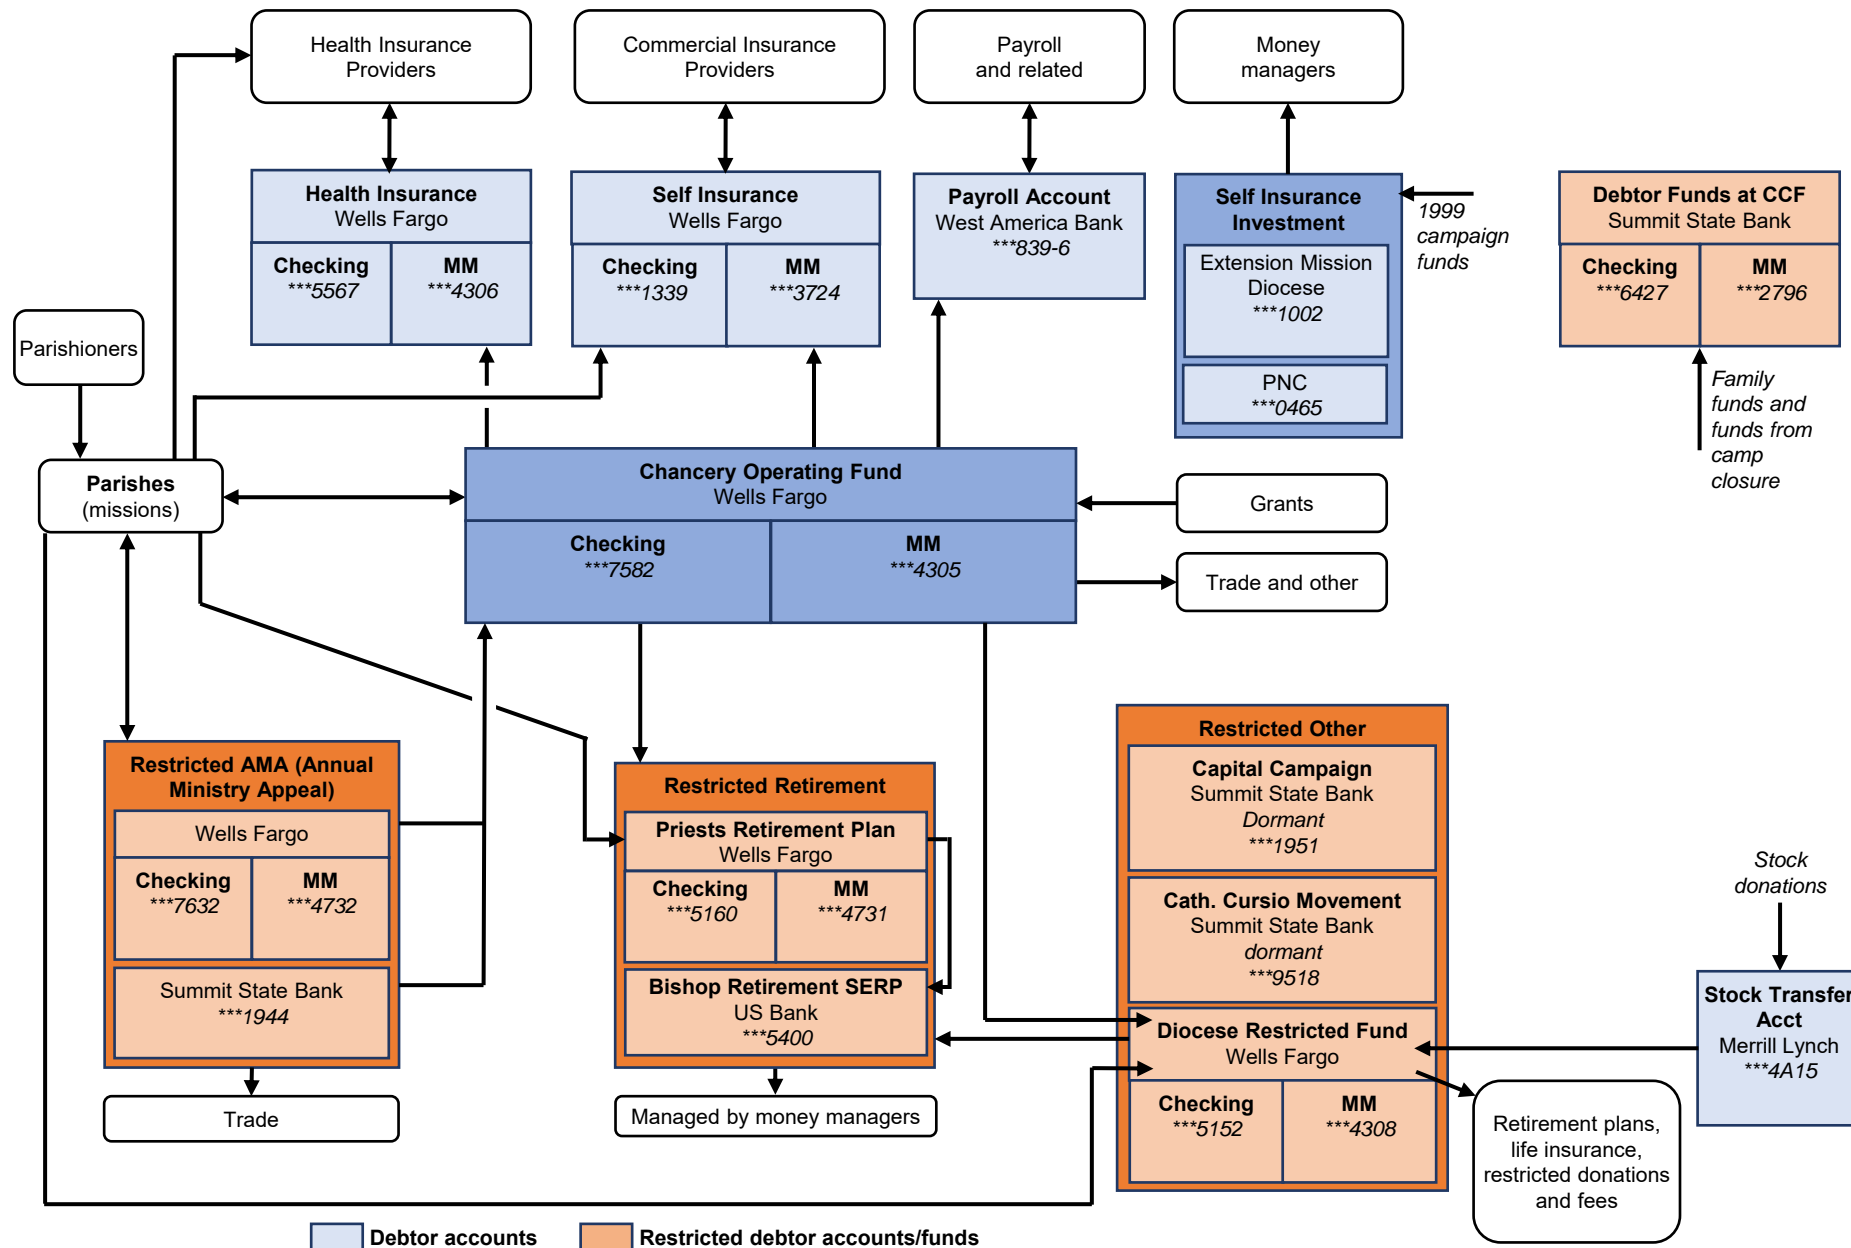 Health Insurance
Providers
Commercial Insurance
Providers
Payroll
and related
Money
managers
Health Insurance
Wells Fargo
Checking
***5567
MM
***4306
Self Insurance
Wells Fargo
Checking
***1339
MM
***3724
Payroll Account
West America Bank
***839-6
Self Insurance
Investment
Extension Mission
Diocese
***1002
PNC
***0465
1999
campaign
funds
Debtor Funds at CCF
Summit State Bank
Checking
***6427
MM
***2796
Family
funds and
funds from
camp
closure
Parishioners
Parishes
(missions)
Chancery Operating Fund
Wells Fargo
Checking
***7582
MM
***4305
Grants
Trade and other
Restricted AMA (Annual
Ministry Appeal)
Wells Fargo
Checking
***7632
MM
***4732
Summit State Bank
***1944
Trade
Restricted Retirement
Priests Retirement Plan
Wells Fargo
Checking
***5160
MM
***4731
Bishop Retirement SERP
US Bank
***5400
Managed by money managers
Restricted Other
Capital Campaign
Summit State Bank
Dormant
***1951
Cath. Cursio Movement
Summit State Bank
dormant
***9518
Diocese Restricted Fund
Wells Fargo
Checking
***5152
MM
***4308
Stock
donations
Stock Transfer
Acct
Merrill Lynch
***4A15
Retirement plans,
life insurance,
restricted donations
and fees
Debtor accounts
Restricted debtor accounts/funds